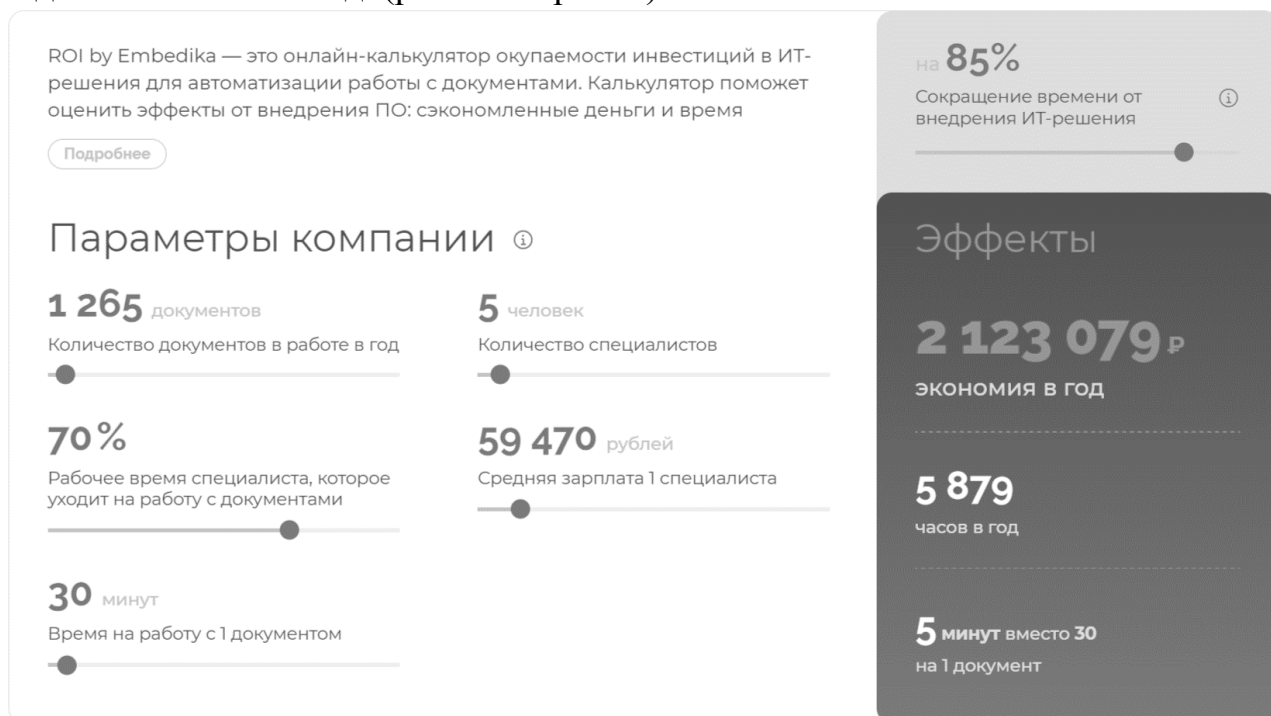 ROI by Embedika — это онлайн-калькулятор окупаемости инвестиций в ИТ-
решения для автоматизации работы с документами. Калькулятор поможет
оценить эффекты от внедрения ПО: сэкономленные деньги и время
Подробнее
Параметры компании
1 265 документов
Количество документов в работе в год
5 человек
Количество специалистов
70%
Рабочее время специалиста, которое
уходит на работу с документами
59 470 рублей
Средняя зарплата 1 специалиста
30 минут
Время на работу с 1 документом
на 85%
Сокращение времени от
внедрения ИТ-решения
Эффекты
2 123 079 ₽
экономия в год
5 879
часов в год
5 минут вместо 30
на 1 документ